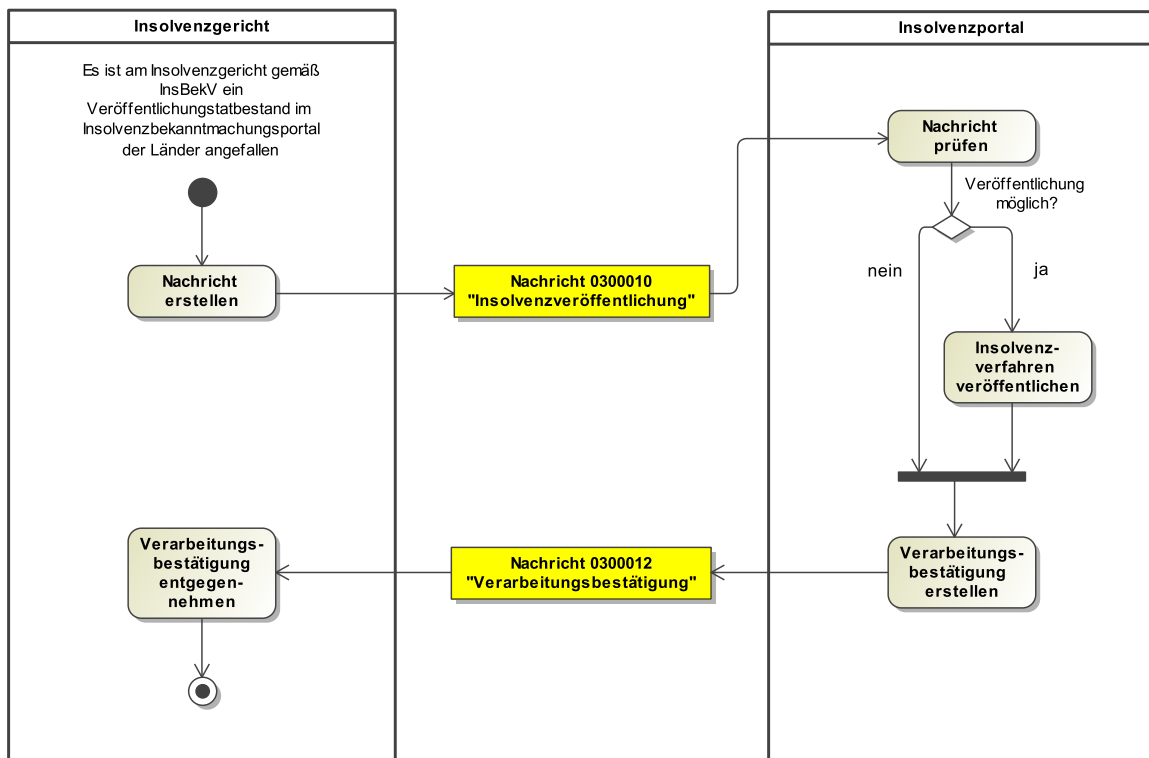 Insolvenzgericht
Es ist am Insolvenzgericht gemäß
InsBekV ein
Veröffentlichungstatbestand im
Insolvenzbekanntmachungsportal
der Länder angefallen
Nachricht
erstellen
Nachricht 0300010
"Insolvenzveröffentlichung"
Insolvenzportal
Nachricht
prüfen
Veröffentlichung
möglich?
nein
ja
Insolvenz-
verfahren
veröffentlichen
Verarbeitungs-
bestätigung
erstellen
Nachricht 0300012
"Verarbeitungsbestätigung"
Verarbeitungs-
bestätigung
entgegen-
nehmen